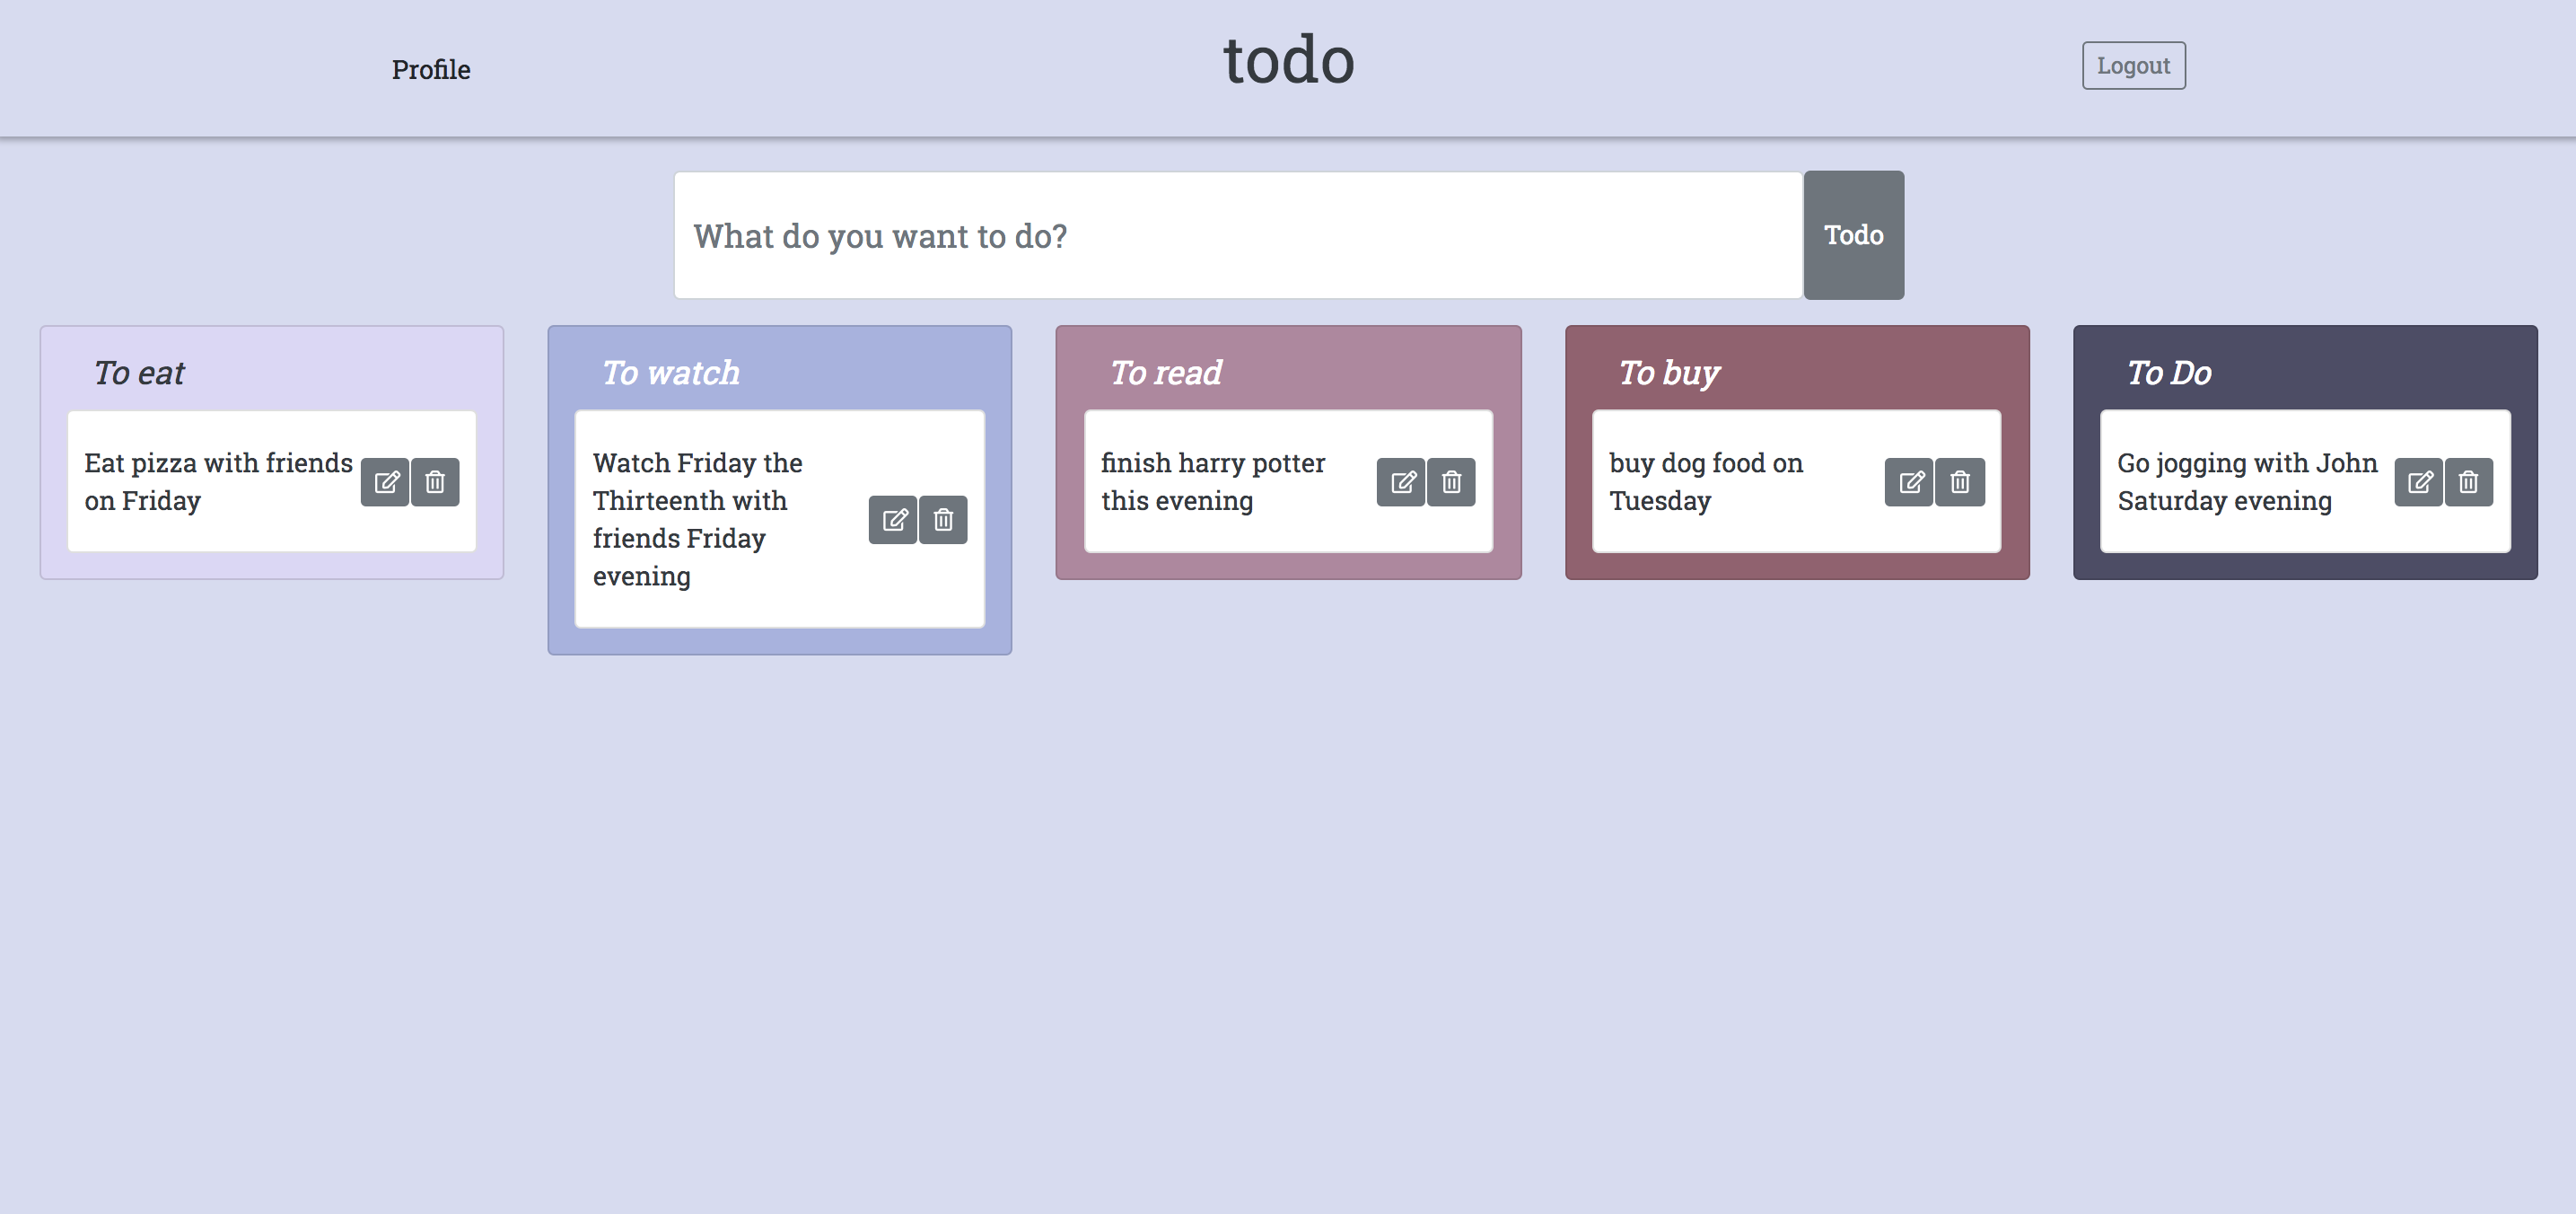 Profile
todo
Logout
What do you want to do?
Todo
To eat
Eat pizza with friends
on Friday
To watch
Watch Friday the
Thirteenth with
friends Friday
evening
To read
finish harry potter
this evening
To buy
buy dog food on
Tuesday
To Do
Go jogging with John
Saturday evening